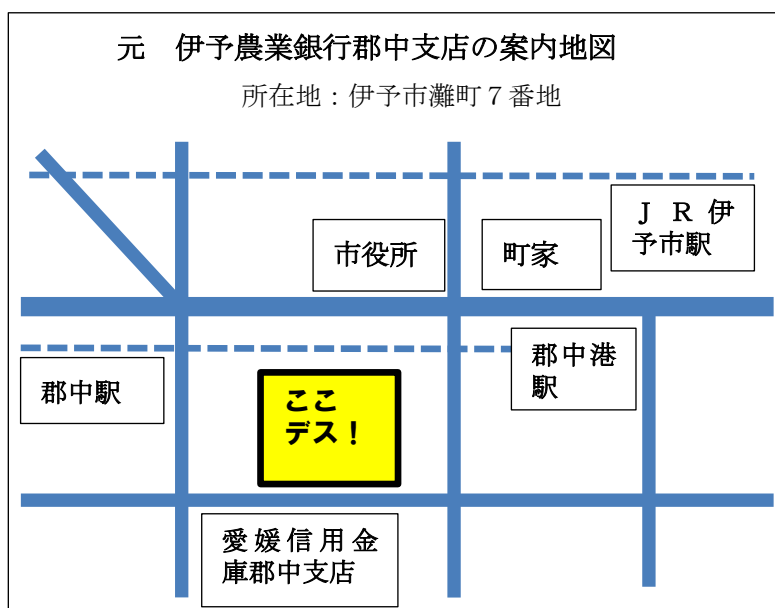 元　伊予農業銀行郡中支店の案内地図
所在地：伊予市灘町７番地
ＪＲ伊
予市駅
市役所
町家
郡中港
駅
郡中駅
ここ
デス！
愛媛信用金
庫郡中支店